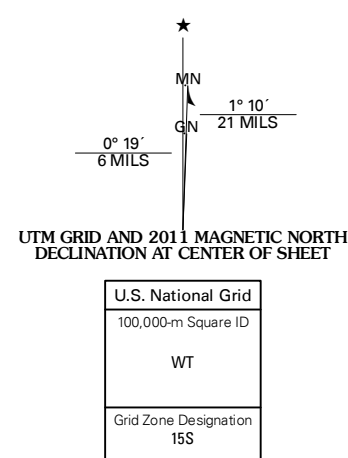 ★
MN
1° 10´
21 MILS
GN
0° 19´
6 MILS
UTM GRID AND 2011 MAGNETIC NORTH
DECLINATION AT CENTER OF SHEET
U.S. National Grid
100,000-m Square ID
WT
Grid Zone Designation
15S